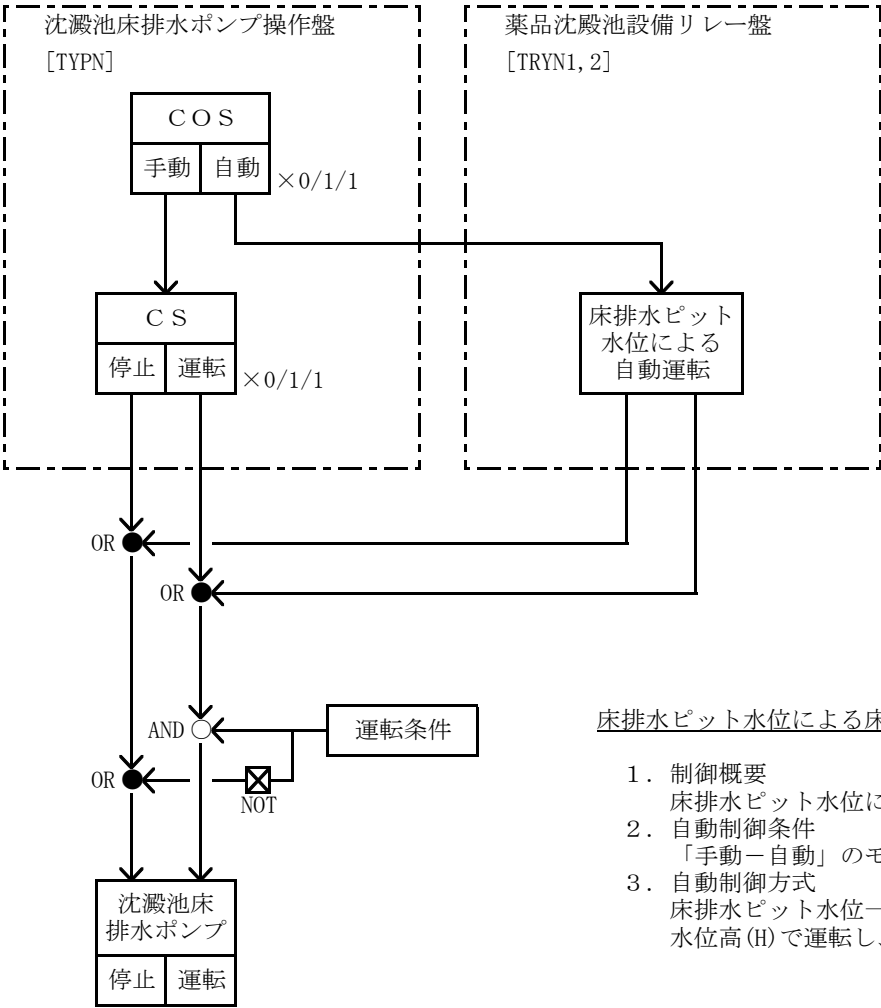 沈澱池床排水ポンプ操作盤
[TYPN]
薬品沈殿池設備リレー盤
[TRYN1,2]
ＣＯＳ
手動 自動
×0/1/1
ＣＳ
停止 運転
×0/1/1
床排水ピット
水位による
自動運転
OR
OR
AND
運転条件
OR
NOT
沈澱池床
排水ポンプ
停止 運転
床排水ピット水位による床
１．制御概要
床排水ピット水位に
２．自動制御条件
「手動－自動」のモ
３．自動制御方式
床排水ピット水位一
水位高(H)で運転し、